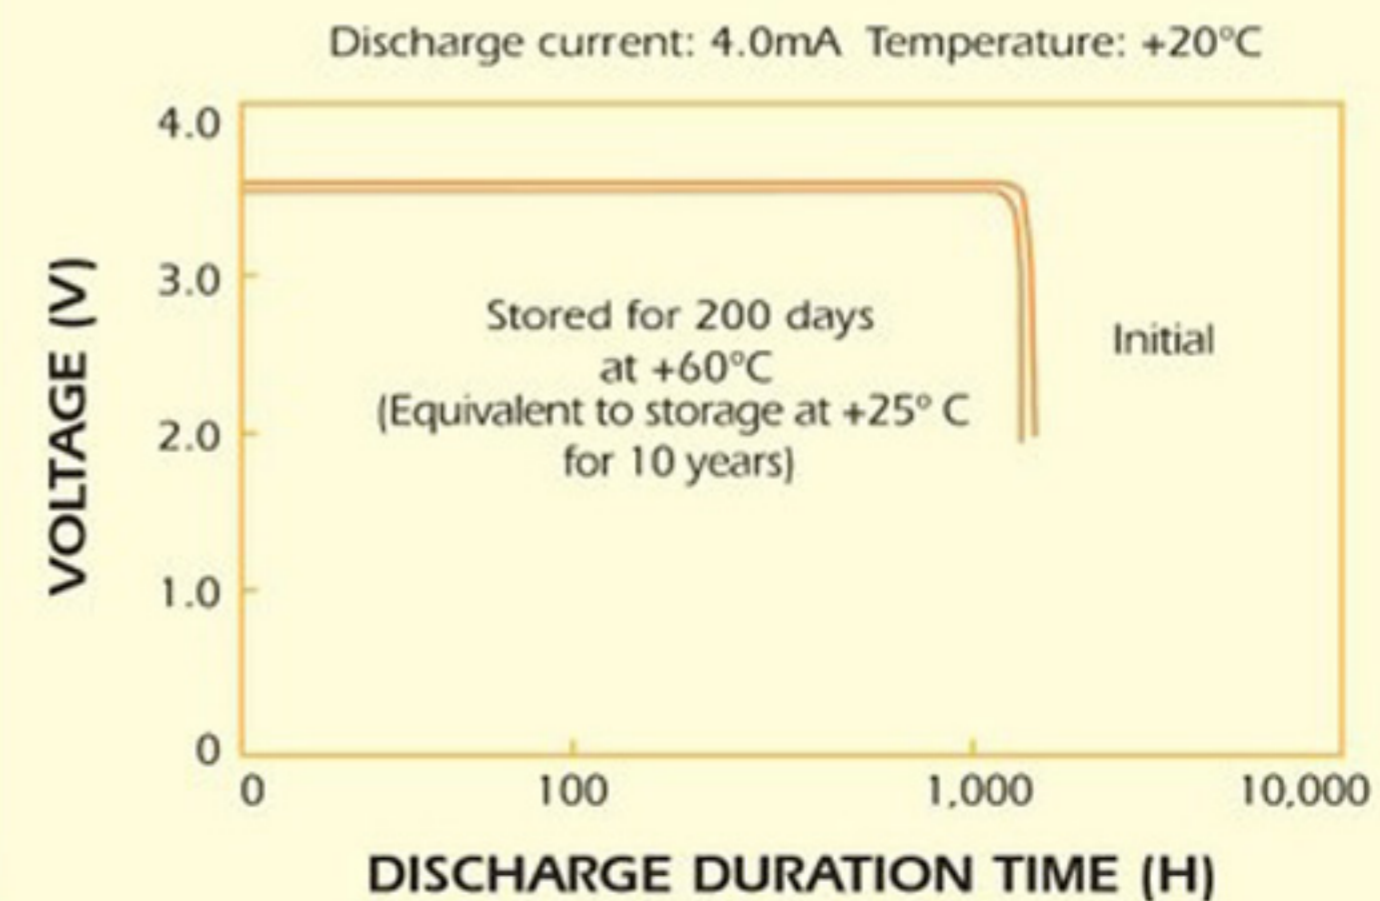 Discharge current: 4.0mA Temperature: +20°C
4.0
3.0
2.0
1.0
0
VOLTAGE (V)
Stored for 200 days
at +60°C
(Equivalent to storage at +25° C
for 10 years)
Initial
0 100 1,000 10,000
DISCHARGE DURATION TIME (H)